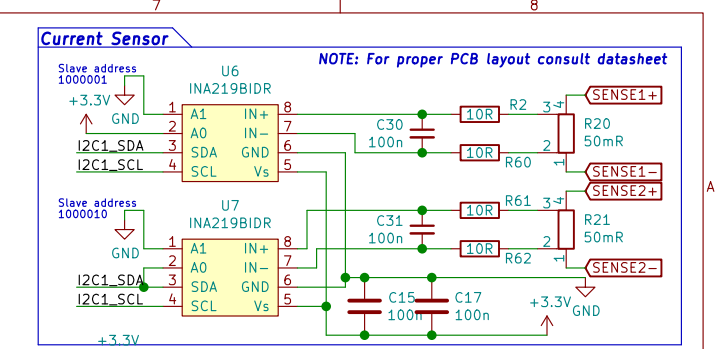 7
8
Current Sensor
NOTE: For proper PCB layout consult datasheet
Slave address
1000001
+3.3V
GND
I2C1_SDA
I2C1_SCL
U6
INA219BIDR
1 A1 IN+ 8
2 A0 IN- 7
3 SDA GND 6
4 SCL Vs 5
C30
100n
10R R2
10R R60
3 4
2
1
R20
50mR
SENSE1+
SENSE1-
A
Slave address
1000010
GND
I2C1_SDA
I2C1_SCL
U7
INA219BIDR
1 A1 IN+ 8
2 A0 IN- 7
3 SDA GND 6
4 SCL Vs 5
C31
100n
10R R61
10R R62
3 4
2
1
R21
50mR
SENSE2+
SENSE2-
C15
100n
C17
100n
+3.3V
GND
+3.3V